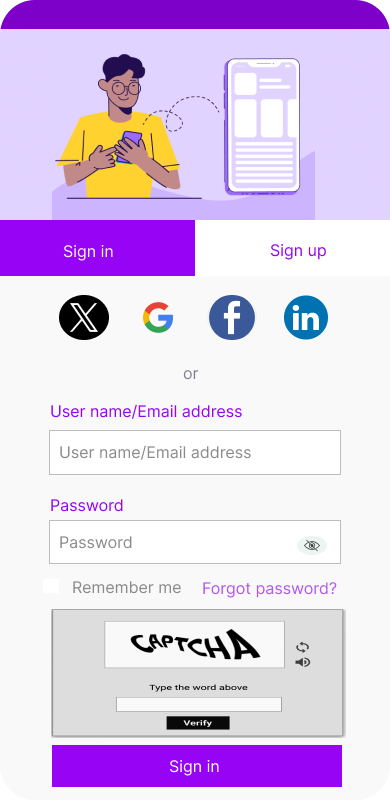 Sign in
Sign up
X
G
f
in
or
User name/Email address
User name/Email address
Password
Password
Remember me Forgot password?
CAPTCHA
Type the word above
Verify
Sign in